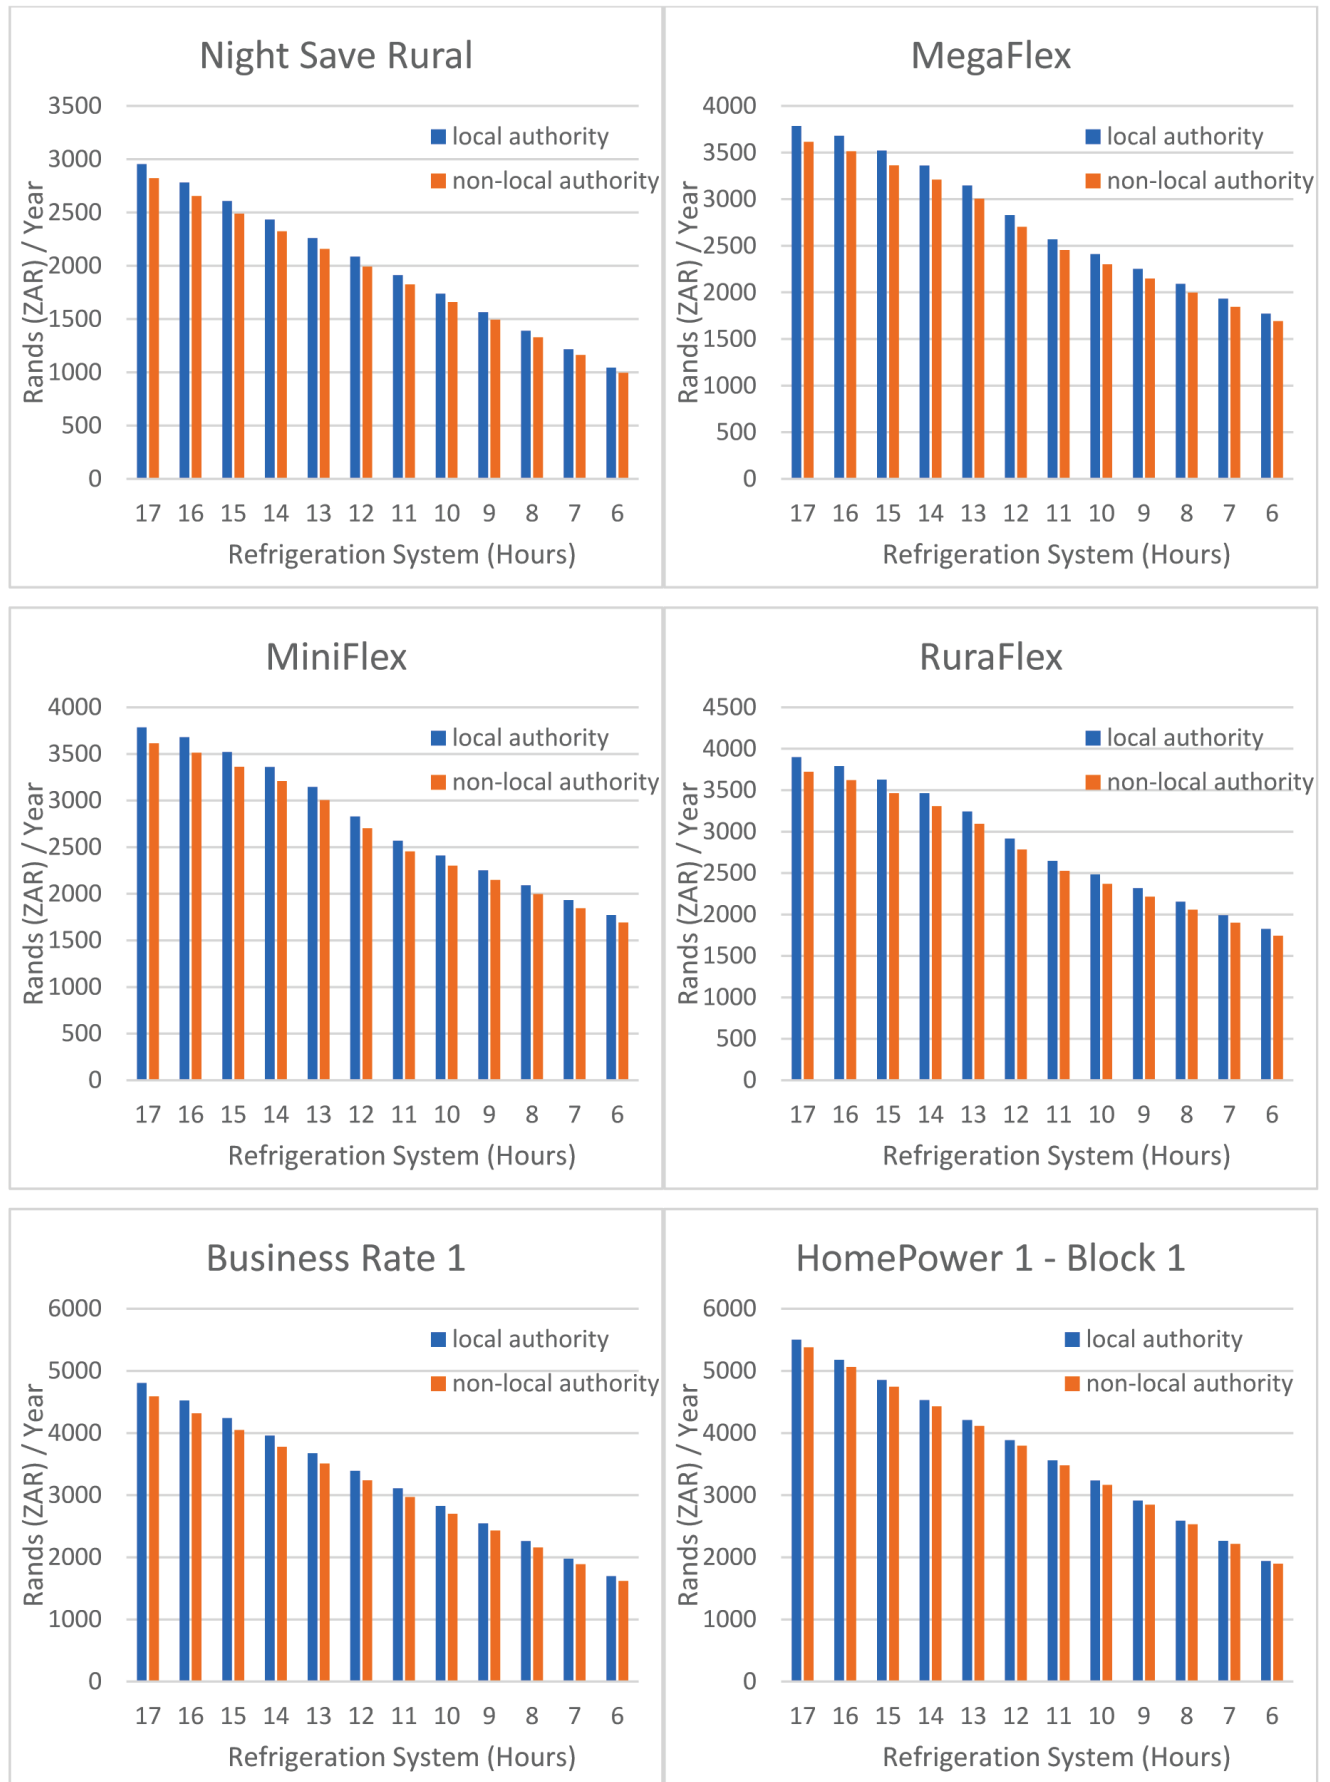 Night Save Rural
3500
3000
2500
2000
1500
1000
500
0
Rands (ZAR) / Year
local authority
non-local authority
17 16 15 14 13 12 11 10 9 8 7 6
Refrigeration System (Hours)
MegaFlex
4000
3500
3000
2500
2000
1500
1000
500
0
Rands (ZAR) / Year
local authority
non-local authority
17 16 15 14 13 12 11 10 9 8 7 6
Refrigeration System (Hours)
MiniFlex
4000
3500
3000
2500
2000
1500
1000
500
0
Rands (ZAR) / Year
local authority
non-local authority
17 16 15 14 13 12 11 10 9 8 7 6
Refrigeration System (Hours)
RuraFlex
4500
4000
3500
3000
2500
2000
1500
1000
500
0
Rands (ZAR) / Year
local authority
non-local authority
17 16 15 14 13 12 11 10 9 8 7 6
Refrigeration System (Hours)
Business Rate 1
6000
5000
4000
3000
2000
1000
0
Rands (ZAR) / Year
local authority
non-local authority
17 16 15 14 13 12 11 10 9 8 7 6
Refrigeration System (Hours)
HomePower 1 - Block 1
6000
5000
4000
3000
2000
1000
0
Rands (ZAR) / Year
local authority
non-local authority
17 16 15 14 13 12 11 10 9 8 7 6
Refrigeration System (Hours)